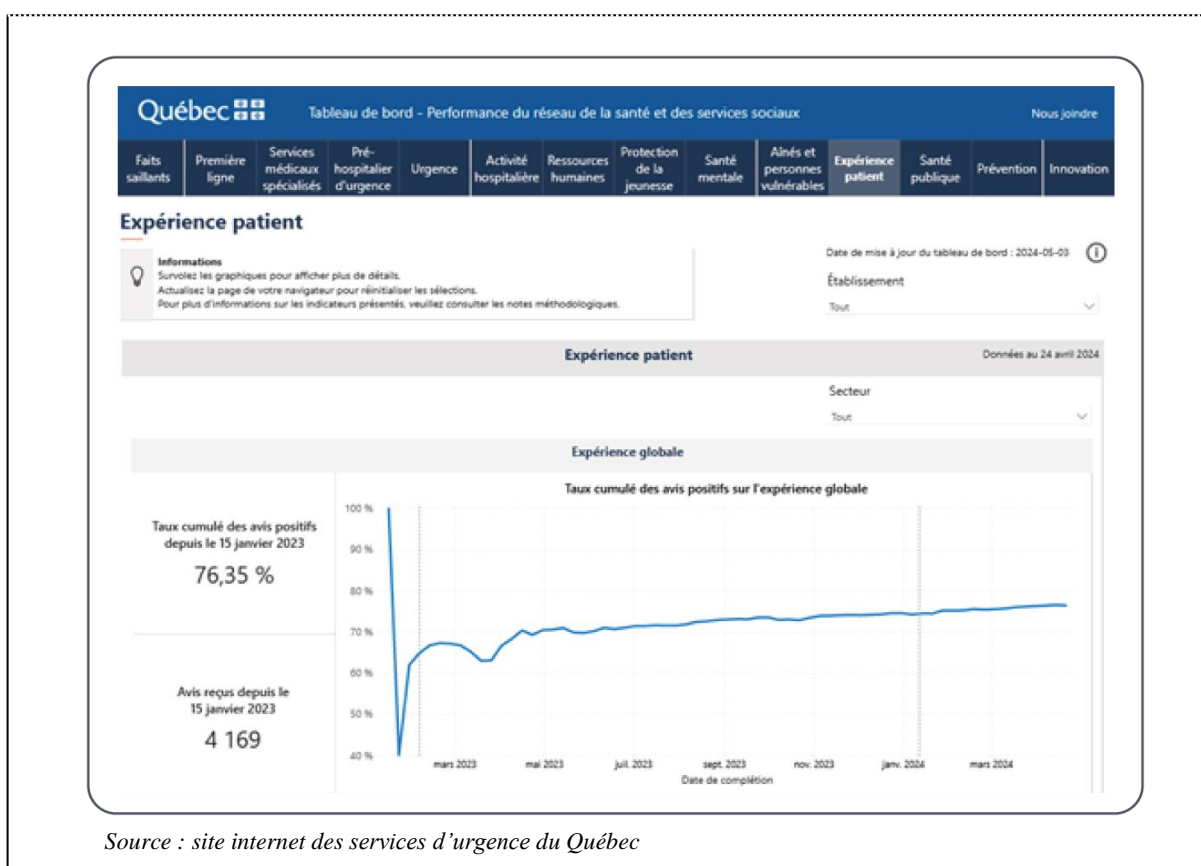 Québec
Tableau de bord - Performance du réseau de la santé et des services sociaux
Nous joindre
Faits saillants
Première ligne
Services médicaux spécialisés
Pré-hospitalier d'urgence
Urgence
Activité hospitalière
Ressources humaines
Protection de la jeunesse
Santé mentale
Aînés et personnes vulnérables
Expérience patient
Santé publique
Prévention
Innovation
Expérience patient
Informations
Survolez les graphiques pour afficher plus de détails.
Actualisez la page de votre navigateur pour réinitialiser les sélections.
Pour plus d'informations sur les indicateurs présentés, veuillez consulter les notes méthodologiques.
Date de mise à jour du tableau de bord : 2024-05-03
Établissement
Tout
Expérience patient
Données au 24 avril 2024
Secteur
Tout
Expérience globale
Taux cumulé des avis positifs
depuis le 15 janvier 2023
76,35 %
Avis reçus depuis le
15 janvier 2023
4 169
Taux cumulé des avis positifs sur l'expérience globale
100 %
90 %
80 %
70 %
60 %
50 %
40 %
mars 2023
mai 2023
juil. 2023
sept. 2023
nov. 2023
janv. 2024
mars 2024
Date de complétion
Source : site internet des services d'urgence du Québec